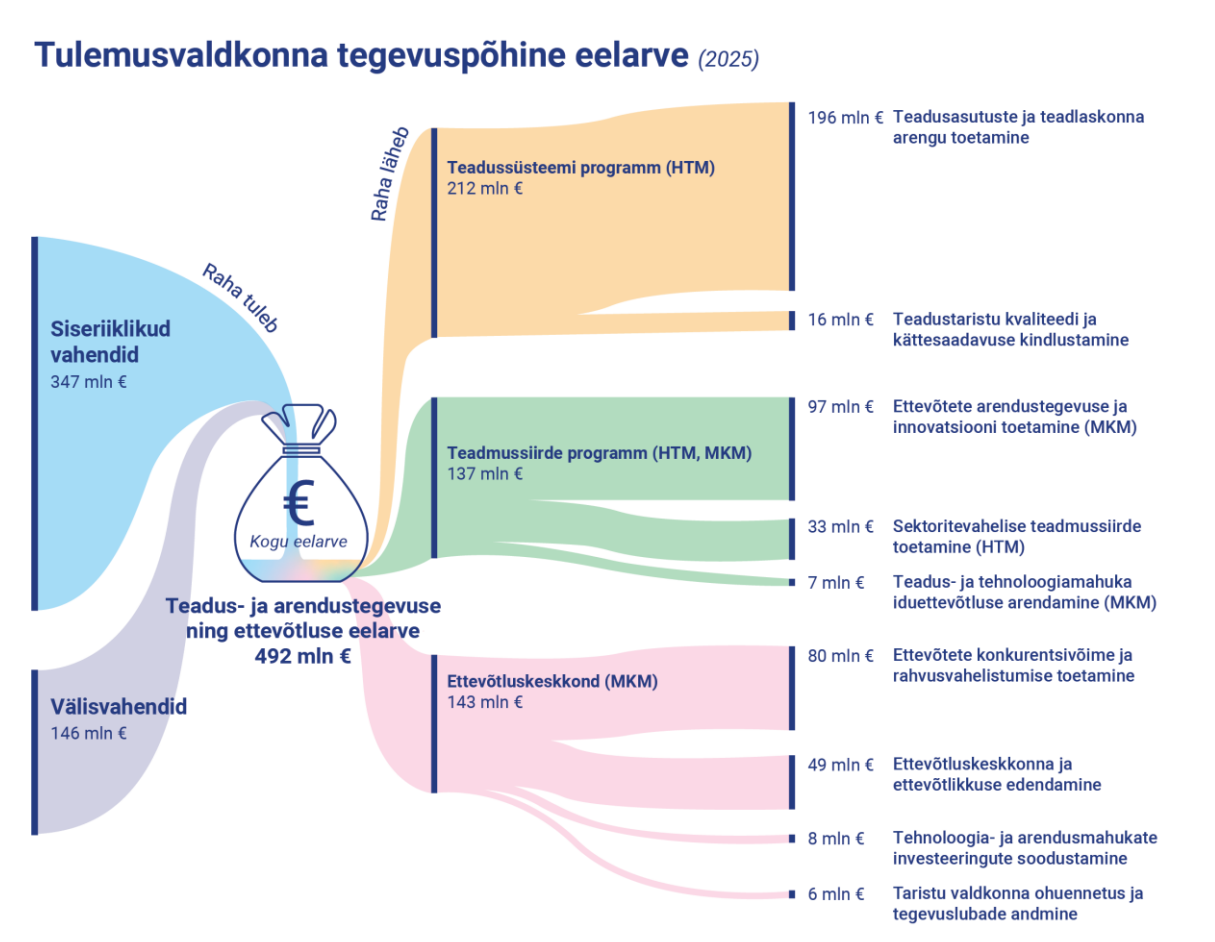 Tulemusvaldkonna tegevuspõhine eelarve (2025)
Raha tuleb
Siseriiklikud
vahendid
347 mln €
Välisvahendid
146 mln €
€
Kogu eelarve
Teadus- ja arendustegevuse
ning ettevõtluse eelarve
492 mln €
Raha läheb
Teadussüsteemi programm (HTM)
212 mln €
196 mln € Teadusasutuste ja teadlaskonna
arengu toetamine
16 mln € Teadustaristu kvaliteedi ja
kättesaadavuse kindlustamine
Teadmussiirde programm (HTM, MKM)
137 mln €
97 mln € Ettevõtete arendustegevuse ja
innovatsiooni toetamine (MKM)
33 mln € Sektoritevahelise teadmussiirde
toetamine (HTM)
7 mln € Teadus- ja tehnoloogiamahuka
iduettevõtluse arendamine (MKM)
Ettevõtluskeskkond (MKM)
143 mln €
80 mln € Ettevõtete konkurentsivõime ja
rahvusvahelistumise toetamine
49 mln € Ettevõtluskeskkonna ja
ettevõtlikkuse edendamine
8 mln € Tehnoloogia- ja arendusmahukate
investeeringute soodustamine
6 mln € Taristu valdkonna ohuennetus ja
tegevuslubade andmine